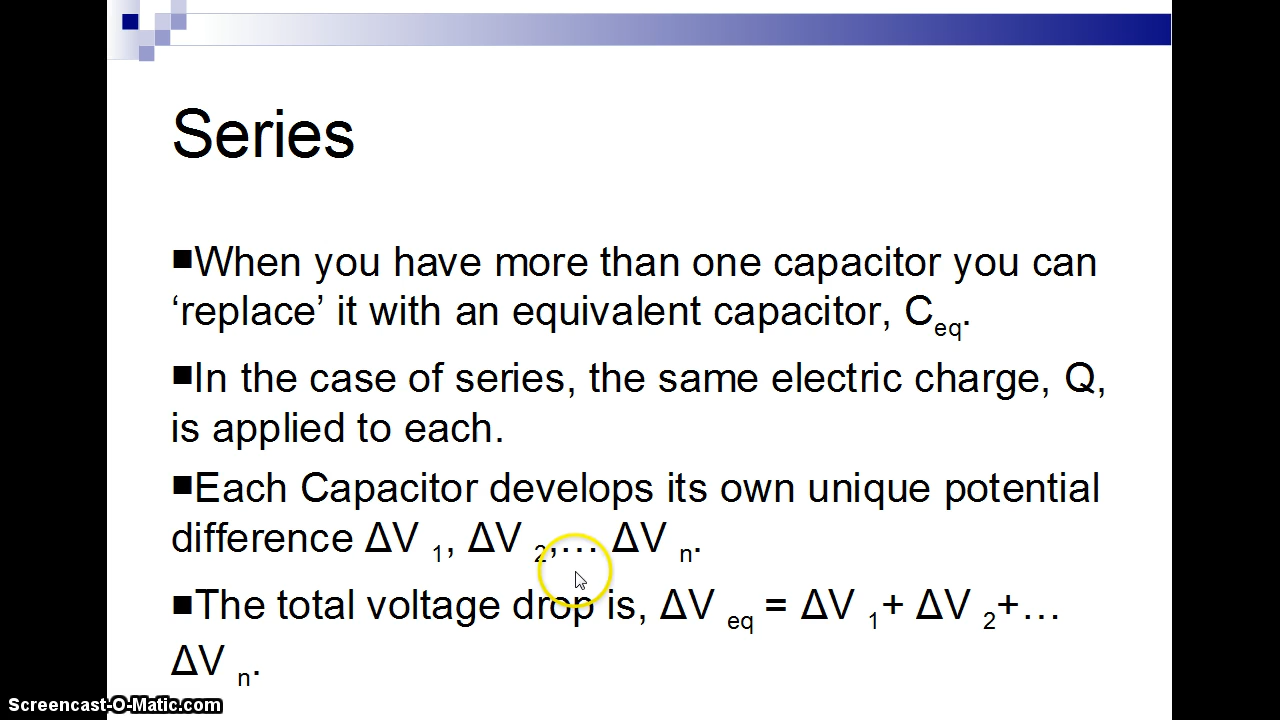 Series
■When you have more than one capacitor you can
‘replace’ it with an equivalent capacitor, C eq.
■In the case of series, the same electric charge, Q,
is applied to each.
■Each Capacitor develops its own unique potential
difference ΔV 1, ΔV 2,… ΔV n.
■The total voltage drop is, ΔV eq = ΔV 1+ ΔV 2+…
ΔV n.
Screencast-O-Matic.com